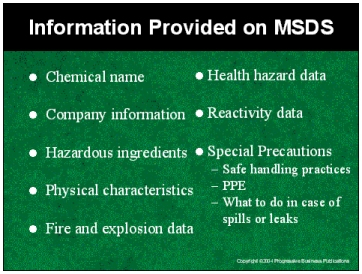 Information Provided on MSDS
Chemical name
Company information
Hazardous ingredients
Physical characteristics
Fire and explosion data
Health hazard data
Reactivity data
Special Precautions
– Safe handling practices
– PPE
– What to do in case of
spills or leaks
Copyright ©2004 Progressive Business Publications